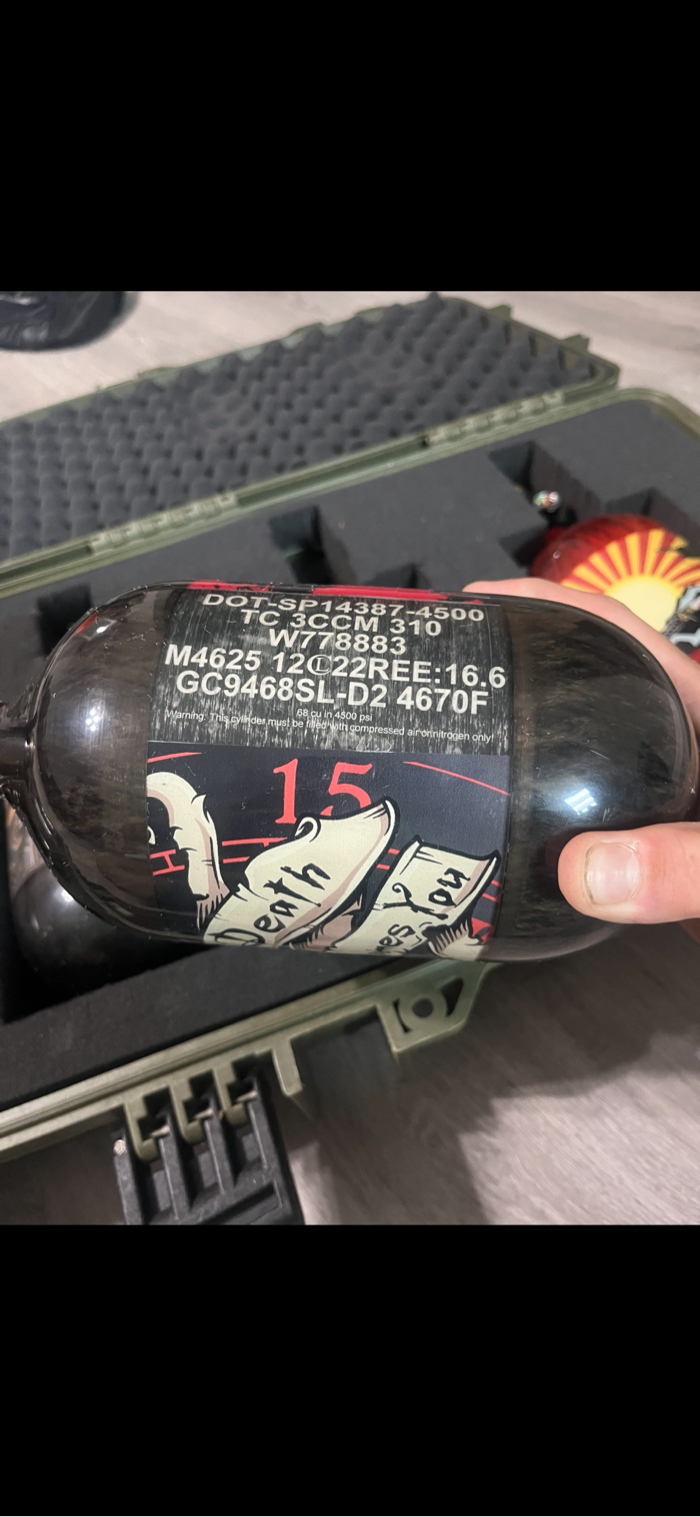 DOT-SP14387-4500
TC 3CCM 310
W778883
M4625 12Ⓛ22REE:16.6
GC9468SL-D2 4670F
68 cu in 4500 psi
Warning: This cylinder must be filled with compressed air or nitrogen only!
15
Death
You